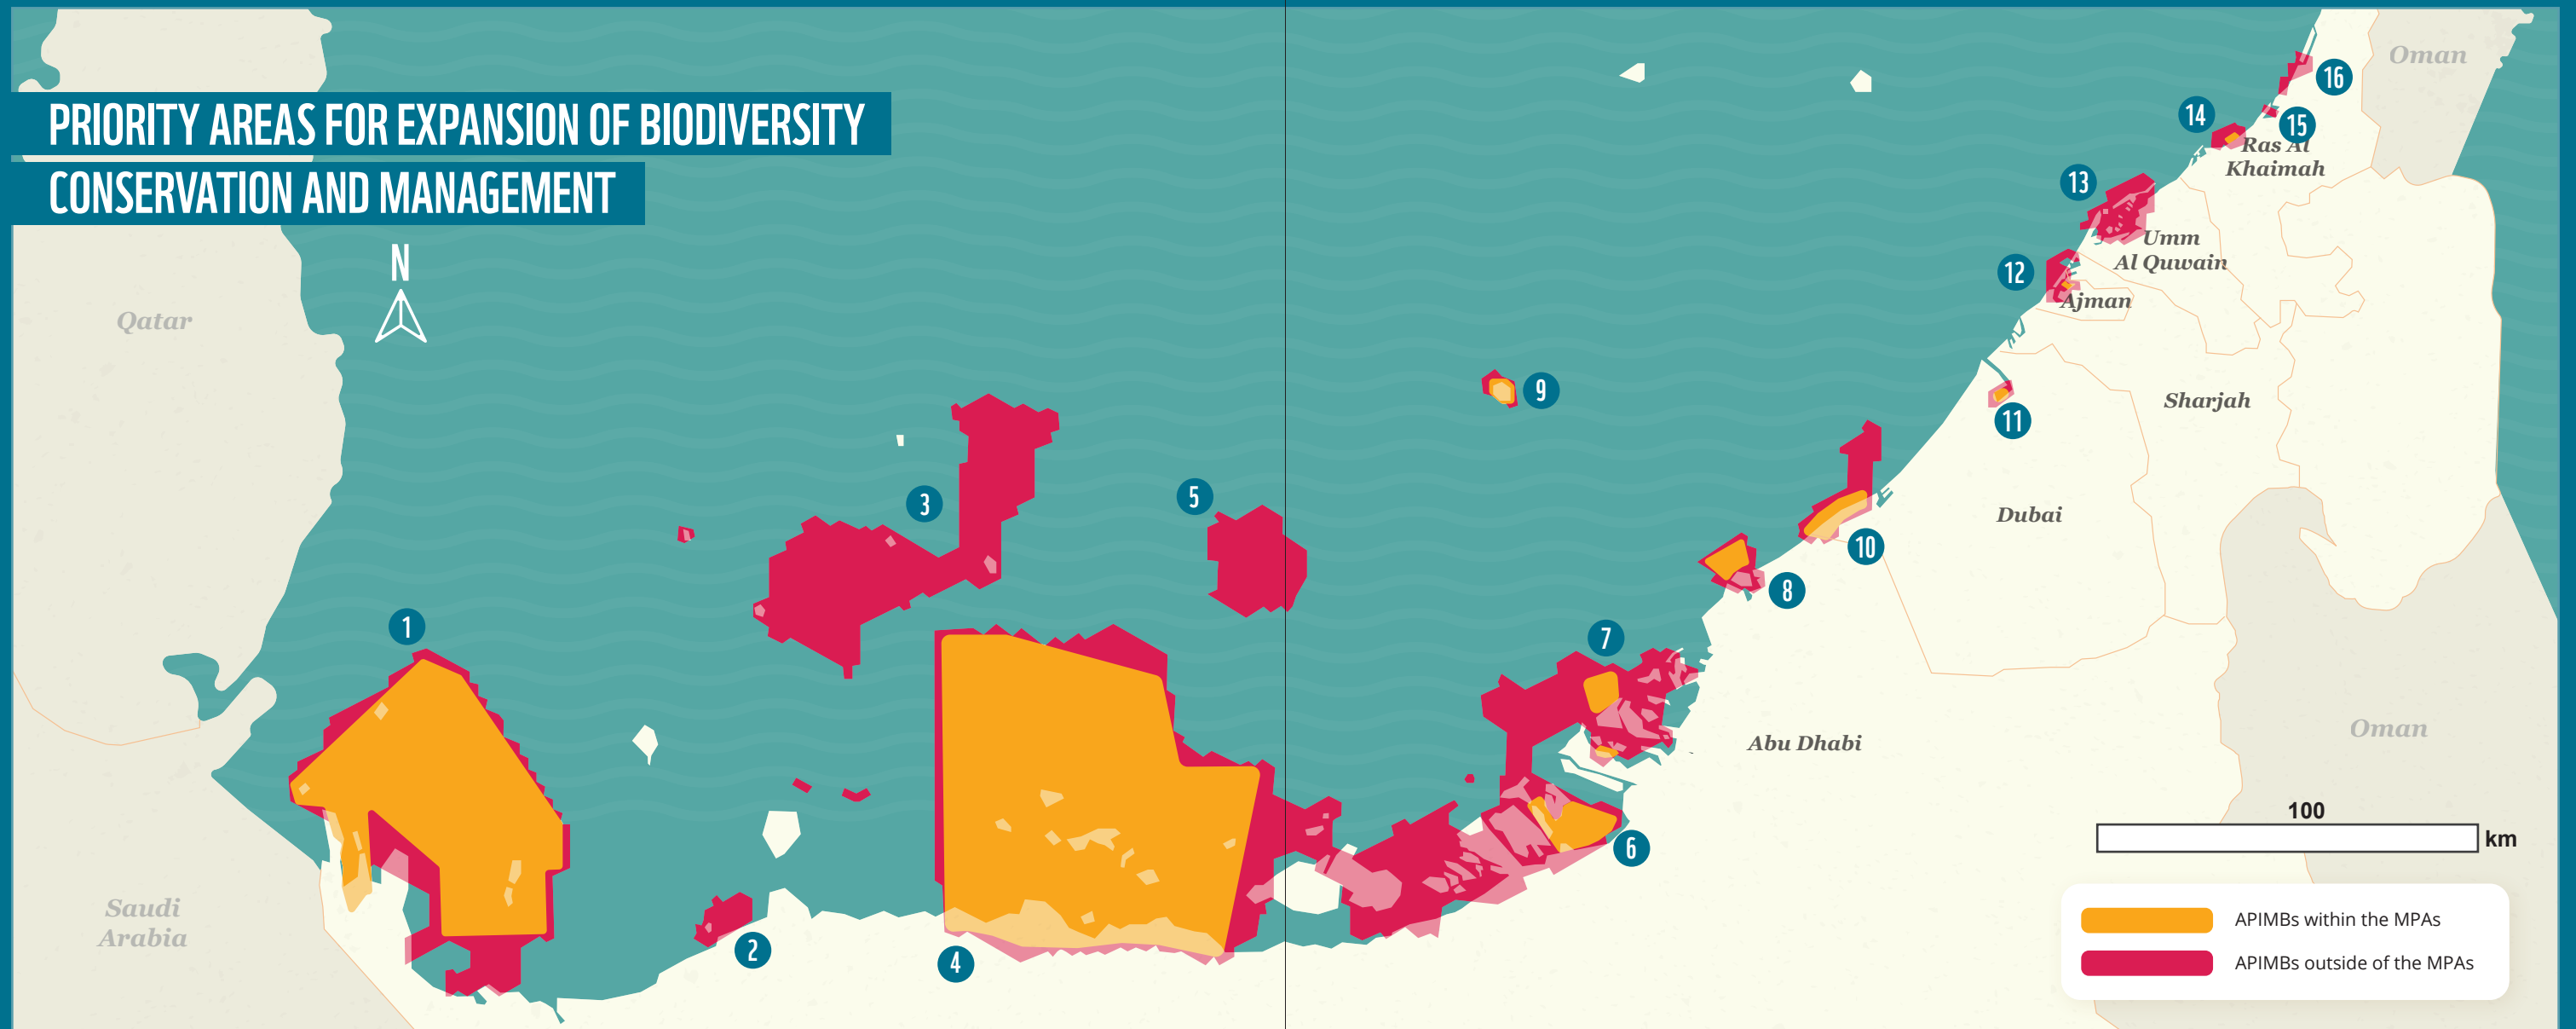 PRIORITY AREAS FOR EXPANSION OF BIODIVERSITY
CONSERVATION AND MANAGEMENT
N
Qatar
Saudi
Arabia
Oman
16
14
15
Ras Al
Khaimah
13
Umm
Al Quwain
12
Ajman
9
11
Sharjah
3
5
Dubai
10
8
1
7
Abu Dhabi
Oman
6
2
4
100
km
APIMBs within the MPAs
APIMBs outside of the MPAs